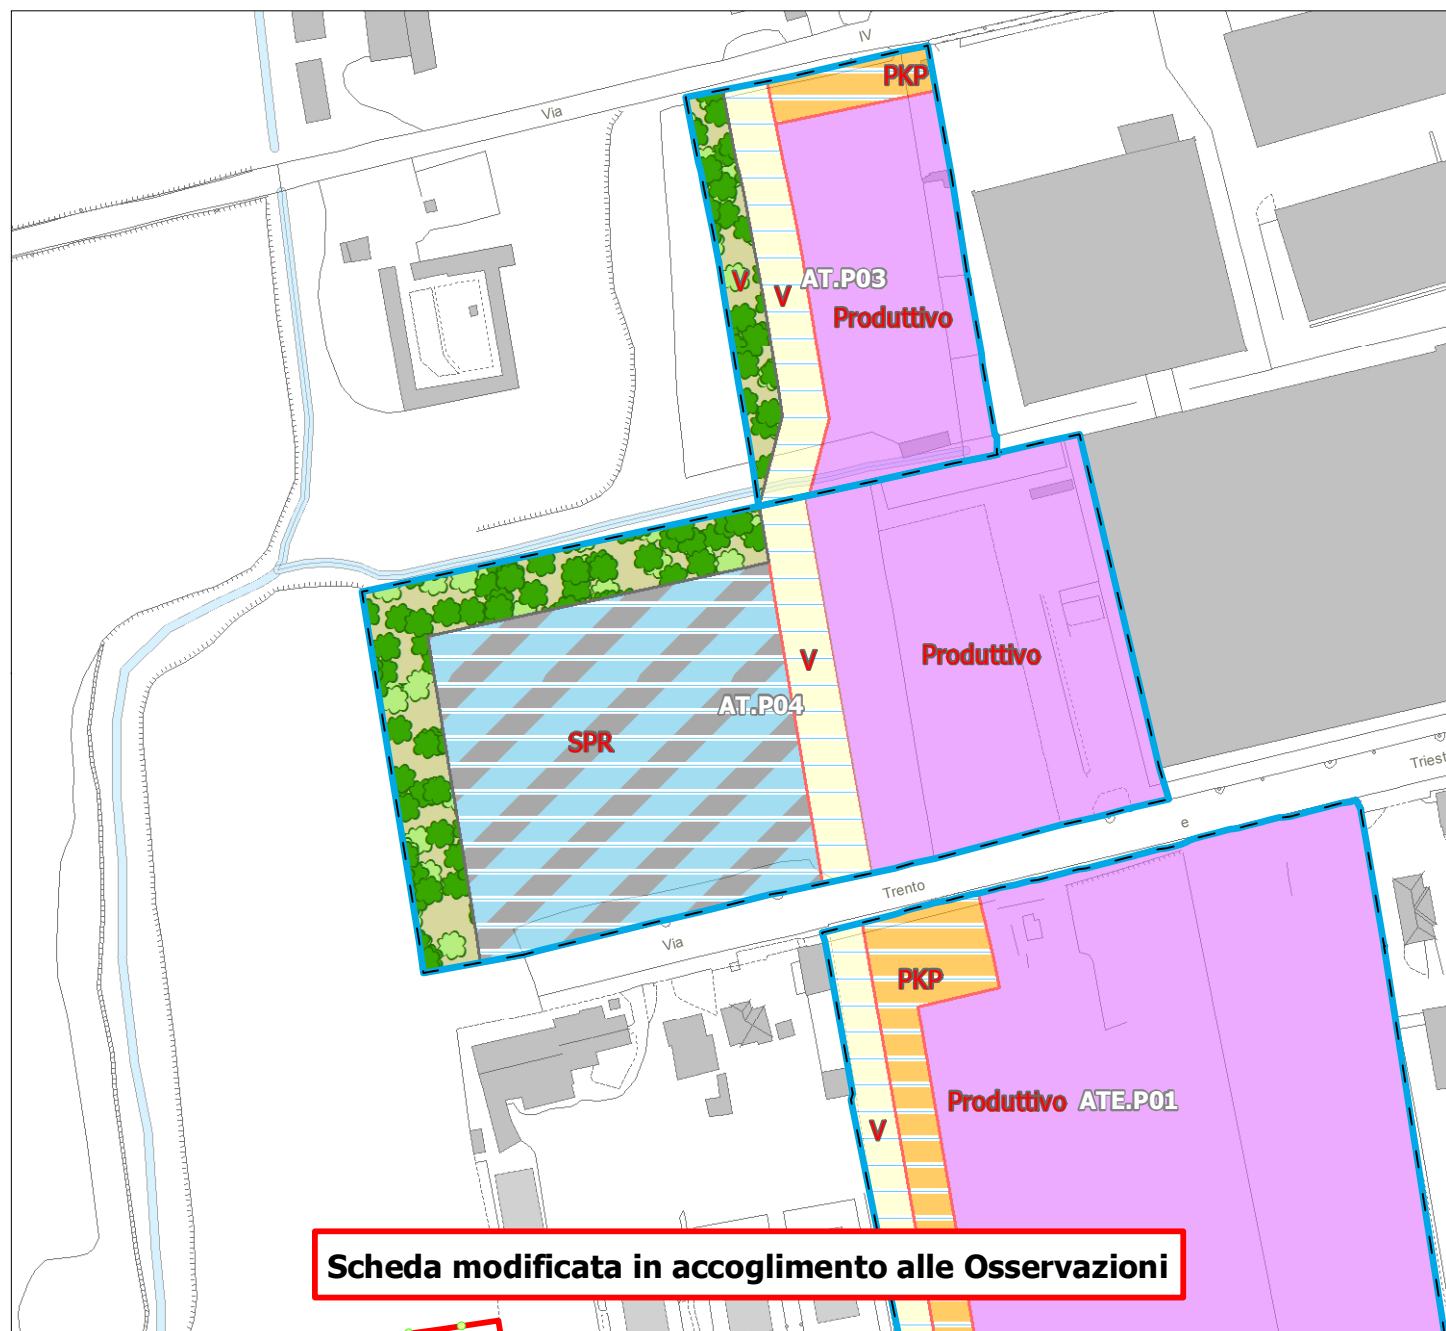 IV
Via
PKP
V
V
AT.P03
Produttivo
Produttivo
V
AT.P04
SPR
Triest
e
Trento
Via
PKP
Produttivo ATE.P01
V
Scheda modificata in accoglimento alle Osservazioni